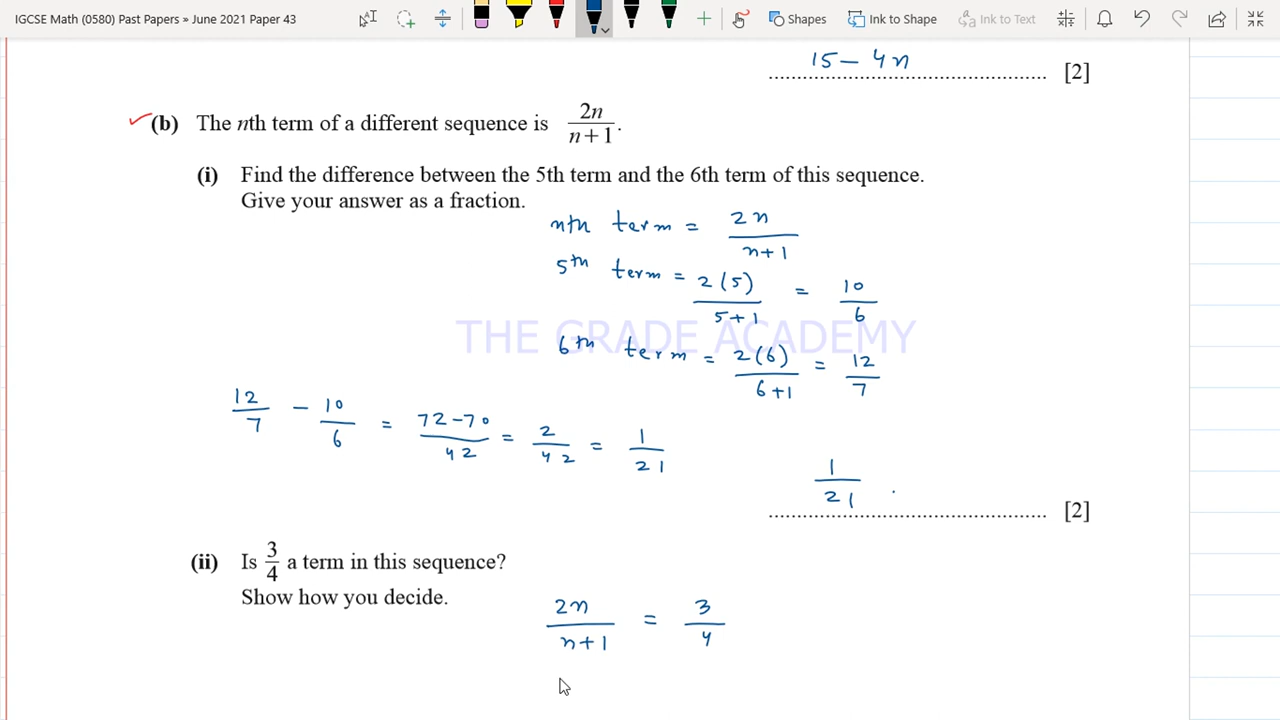 IGCSE Math (0580) Past Papers » June 2021 Paper 43
Shapes
Ink to Shape
Ink to Text
15 - 4n
[2]
(b) The nth term of a different sequence is 2n/(n+1).
(i) Find the difference between the 5th term and the 6th term of this sequence.
Give your answer as a fraction.
nth term = 2n/(n+1)
5th term = 2(5)/(5+1) = 10/6
THE GRADE ACADEMY
6th term = 2(6)/(6+1) = 12/7
12/7 - 10/6 = (72-70)/42 = 2/42 = 1/21
1/21
[2]
(ii) Is 3/4 a term in this sequence?
Show how you decide.
2n/(n+1) = 3/4